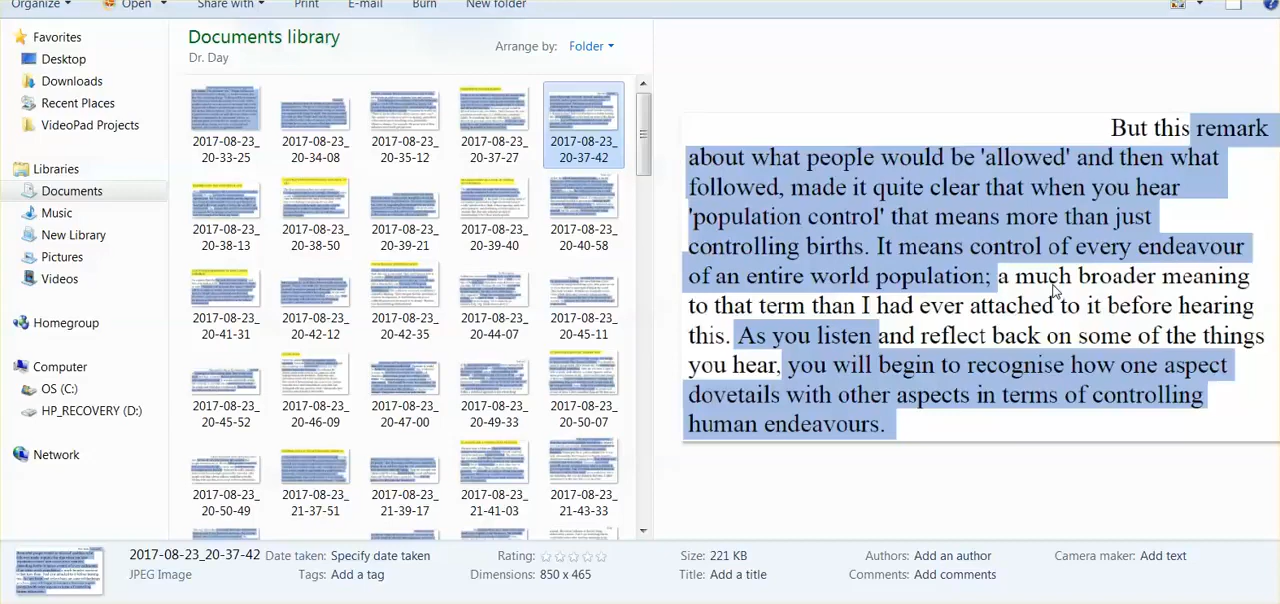 Organize Open Share with Print E-mail Burn New folder
Favorites
Desktop
Downloads
Recent Places
VideoPad Projects
Libraries
Documents
Music
New Library
Pictures
Videos
Homegroup
Computer
OS (C:)
HP_RECOVERY (D:)
Network
Documents library
Dr. Day
Arrange by: Folder
2017-08-23_ 2017-08-23_ 2017-08-23_ 2017-08-23_ 2017-08-23_
20-33-25 20-34-08 20-35-12 20-37-27 20-37-42
2017-08-23_ 2017-08-23_ 2017-08-23_ 2017-08-23_ 2017-08-23_
20-38-13 20-38-50 20-39-21 20-39-40 20-40-58
2017-08-23_ 2017-08-23_ 2017-08-23_ 2017-08-23_ 2017-08-23_
20-41-31 20-42-12 20-42-35 20-44-07 20-45-11
2017-08-23_ 2017-08-23_ 2017-08-23_ 2017-08-23_ 2017-08-23_
20-45-52 20-46-09 20-47-00 20-49-33 20-50-07
2017-08-23_ 2017-08-23_ 2017-08-23_ 2017-08-23_ 2017-08-23_
20-50-49 21-37-51 21-39-17 21-41-03 21-43-33
But this remark
about what people would be 'allowed' and then what
followed, made it quite clear that when you hear
'population control' that means more than just
controlling births. It means control of every endeavour
of an entire world population; a much broader meaning
to that term than I had ever attached to it before hearing
this. As you listen and reflect back on some of the things
you hear, you will begin to recognise how one aspect
dovetails with other aspects in terms of controlling
human endeavours.
2017-08-23_20-37-42 Date taken: Specify date taken Rating: Size: Authors: Add an author Camera maker: Add text
JPEG Image Tags: Add a tag Dimensions: 850 x 465 Title: Add a title Comments: Add comments